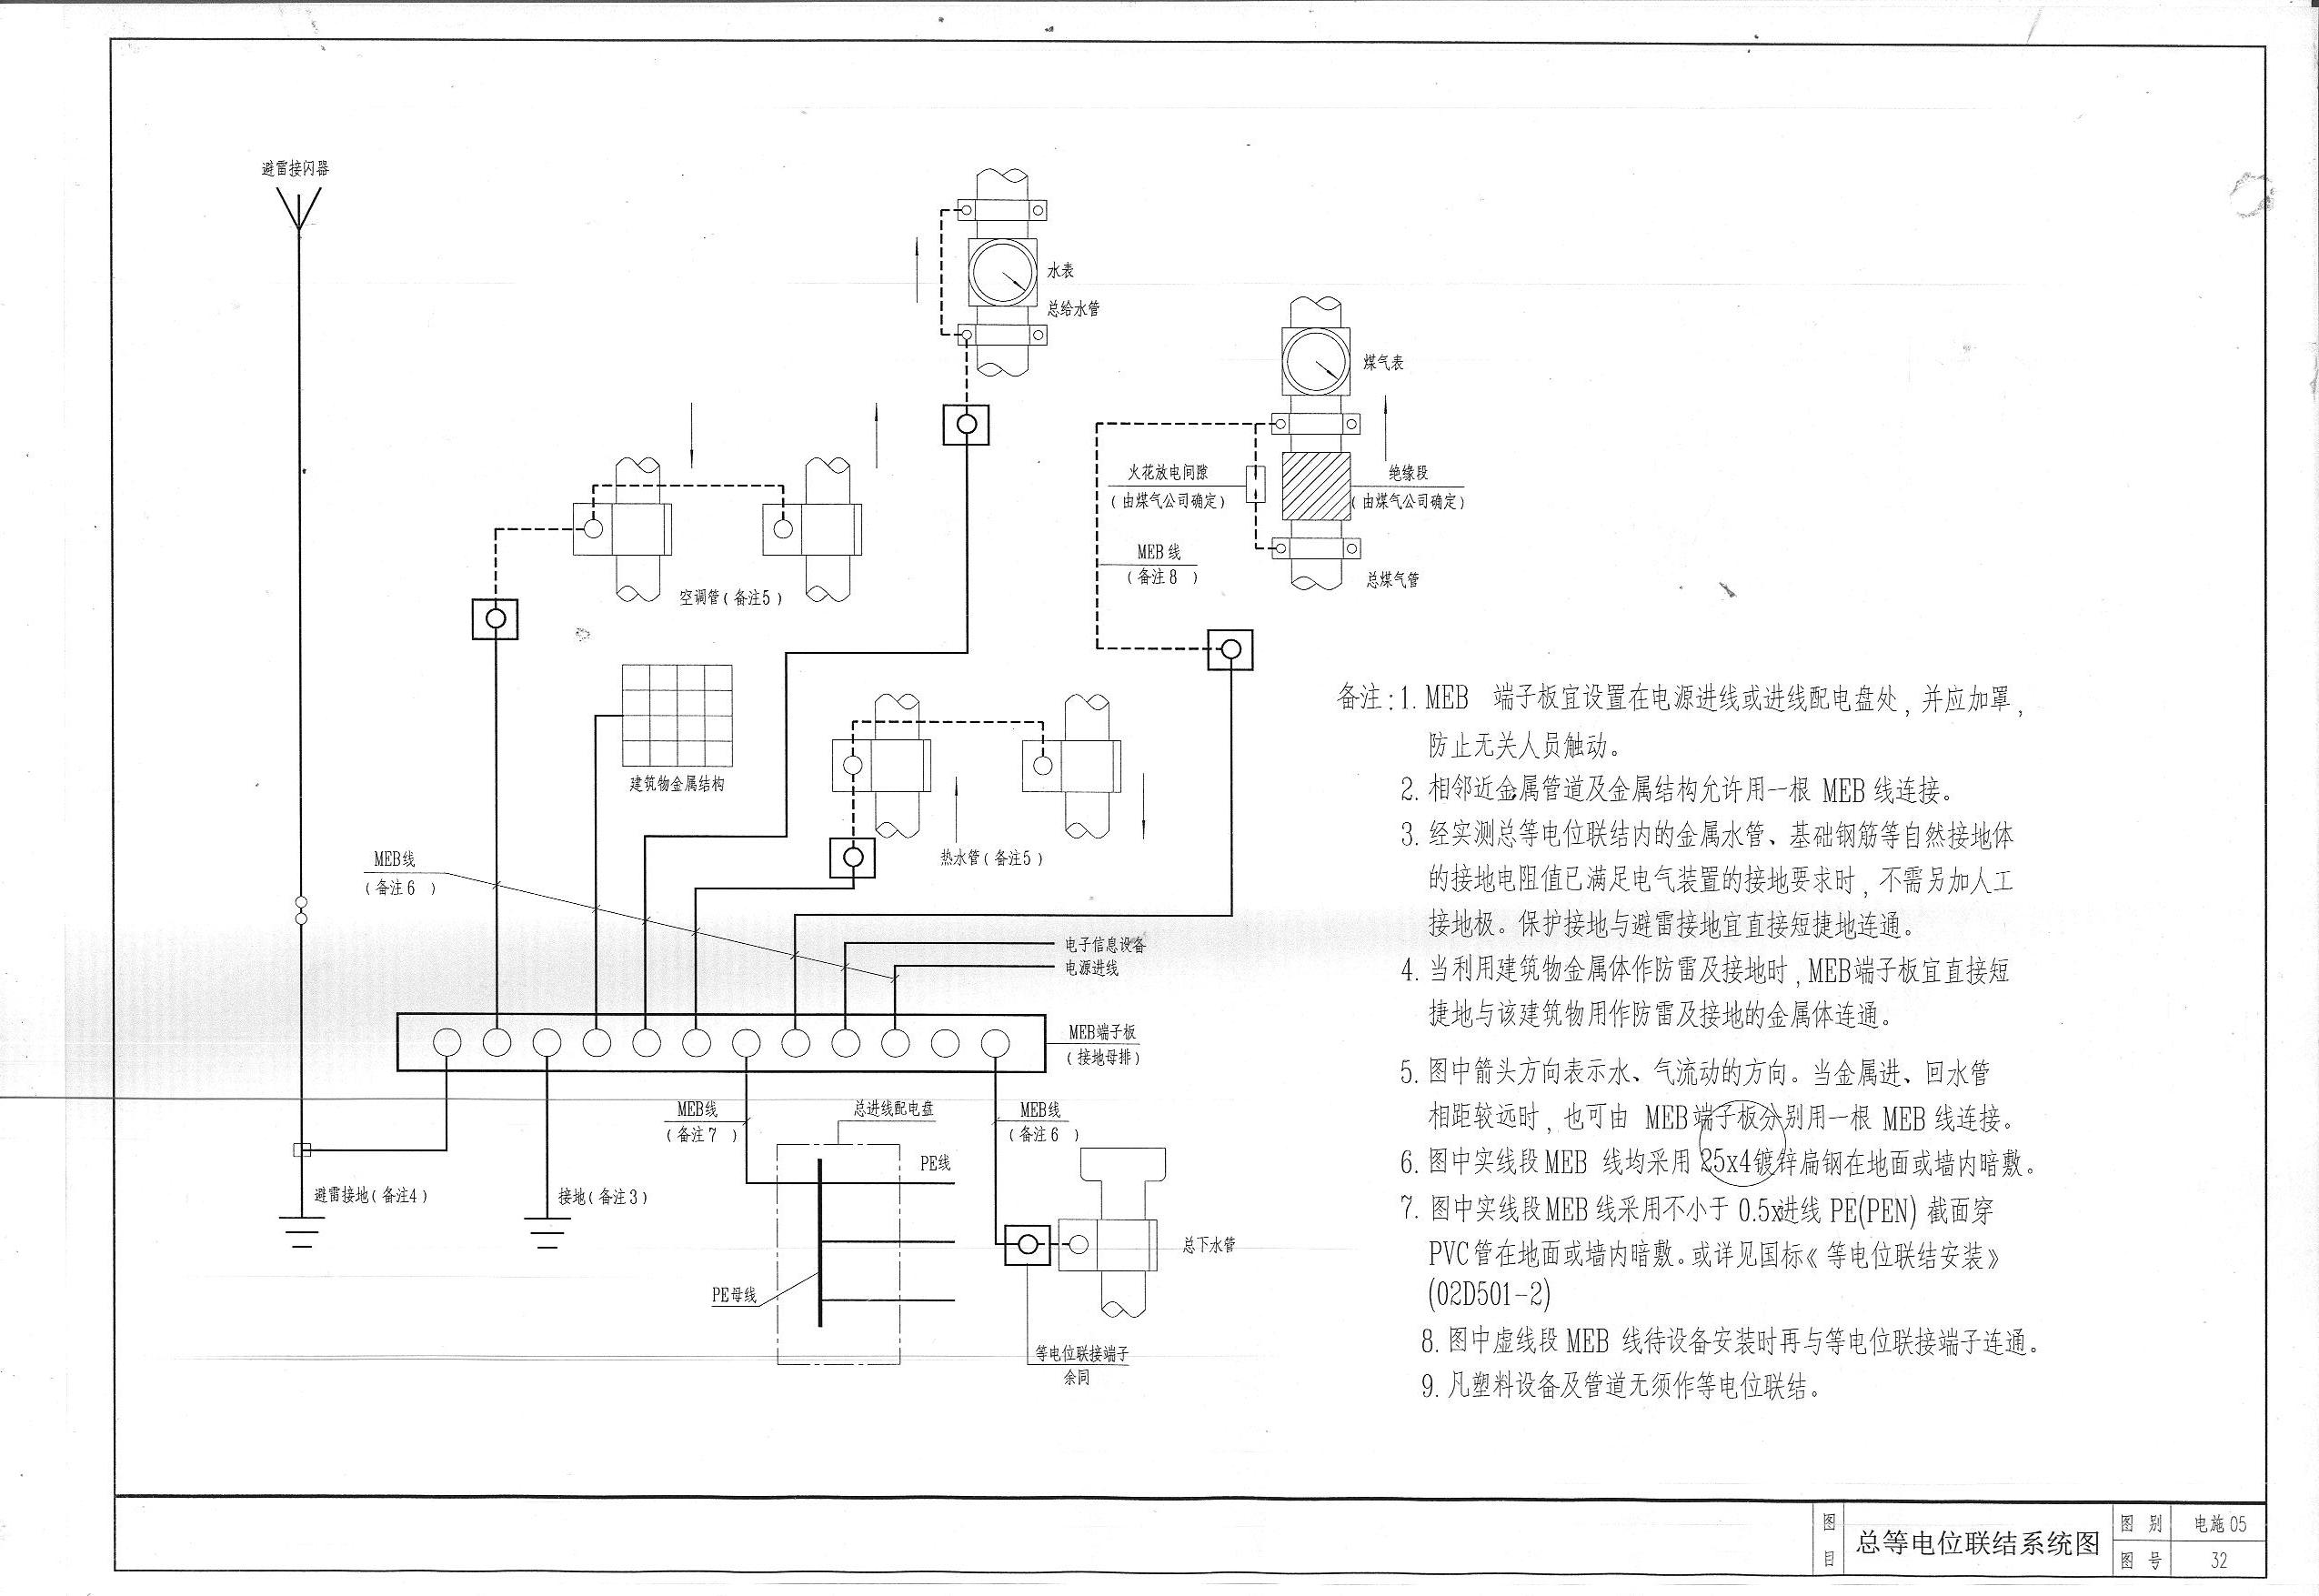 避雷接闪器
水表
总给水管
煤气表
火花放电间隙
(由煤气公司确定)
绝缘段
(由煤气公司确定)
MEB线
(备注8 )
总煤气管
空调管(备注5)
建筑物金属结构
热水管(备注5)
MEB线
(备注6 )
电子信息设备
电源进线
MEB端子板
(接地母排)
MEB线
(备注7 )
总进线配电盘
MEB线
(备注6 )
PE线
避雷接地(备注4)
接地(备注3)
总下水管
PE母线
等电位联接端子
余同
备注:1. MEB 端子板宜设置在电源进线或进线配电盘处,并应加罩,
防止无关人员触动。
2. 相邻近金属管道及金属结构允许用一根 MEB 线连接。
3. 经实测总等电位联结内的金属水管、基础钢筋等自然接地体
的接地电阻值已满足电气装置的接地要求时,不需另加人工
接地极。保护接地与避雷接地宜直接短捷地连通。
4. 当利用建筑物金属体作防雷及接地时,MEB端子板宜直接短
捷地与该建筑物用作防雷及接地的金属体连通。
5. 图中箭头方向表示水、气流动的方向。当金属进、回水管
相距较远时,也可由 MEB端子板分别用一根 MEB 线连接。
6. 图中实线段MEB 线均采用 25x4镀锌扁钢在地面或墙内暗敷。
7. 图中实线段MEB线采用不小于 0.5x进线 PE(PEN) 截面穿
PVC管在地面或墙内暗敷。或详见国标《等电位联结安装》
(02D501-2)
8. 图中虚线段 MEB 线待设备安装时再与等电位联接端子连通。
9. 凡塑料设备及管道无须作等电位联结。
图目
总等电位联结系统图
图 别
电施 05
图 号
32